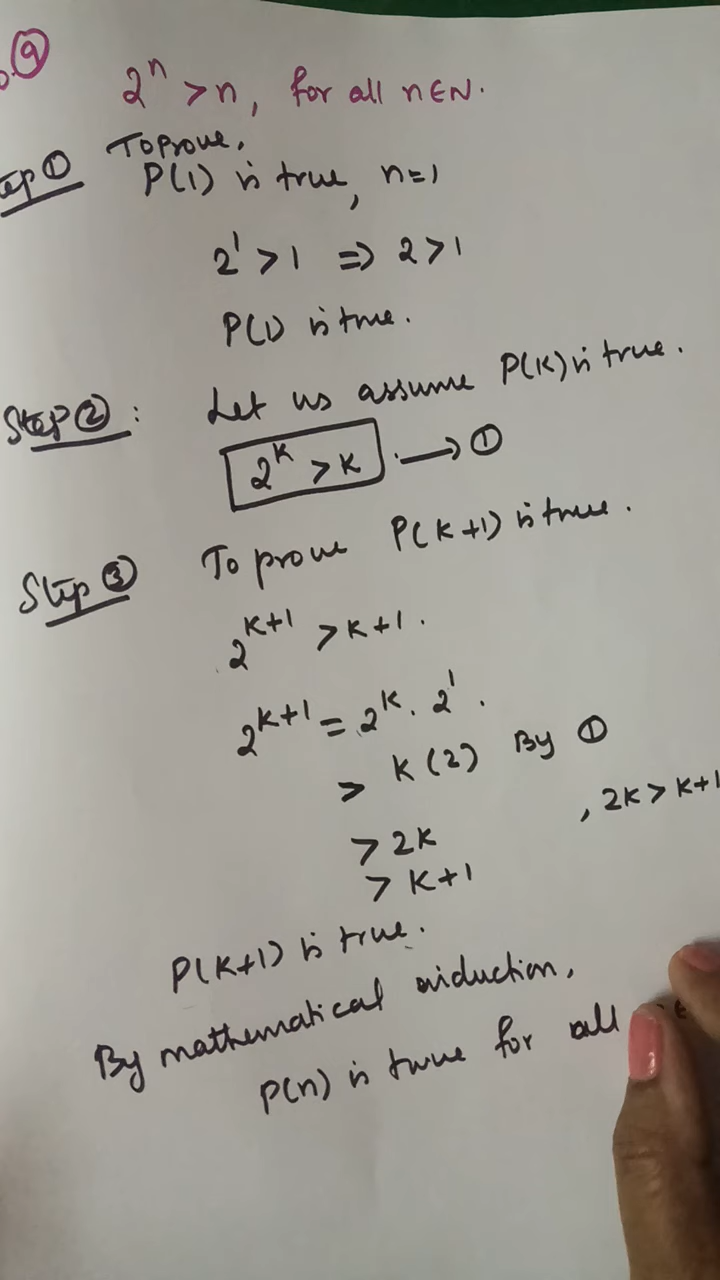 9
2ⁿ > n, for all n ∈ N.
Step ① To prove,
P(1) is true, n = 1
2¹ > 1 ⇒ 2 > 1
P(1) is true.
Step ② : Let us assume P(K) is true.
2ᴷ > K . → ①
Step ③ To prove P(K+1) is true.
2ᴷ⁺¹ > K+1.
2ᴷ⁺¹ = 2ᴷ. 2¹.
> K(2) By ①
> 2K , 2K > K+1
> K+1
P(K+1) is true.
By mathematical induction,
P(n) is true for all